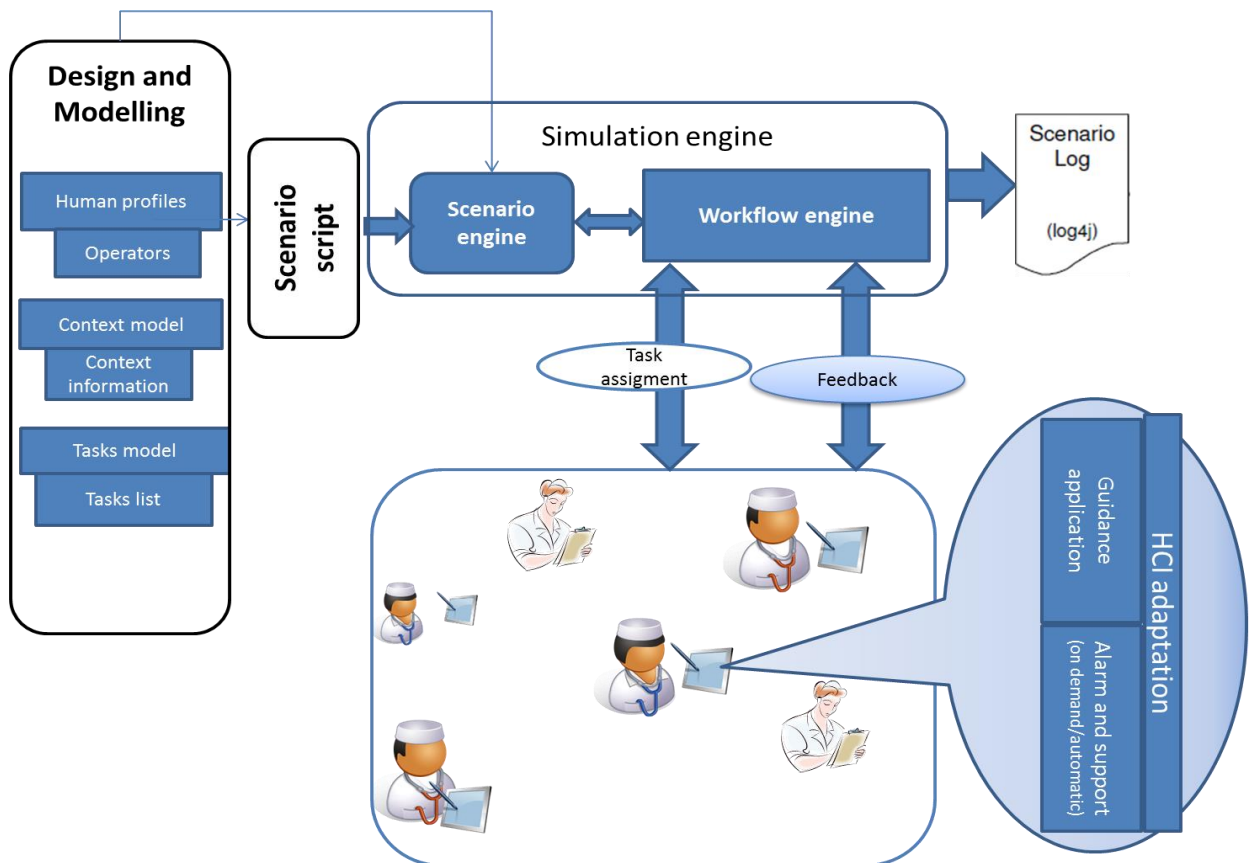 Design and
Modelling
Human profiles
Operators
Context model
Context
information
Tasks model
Tasks list
Scenario
script
Simulation engine
Scenario
engine
Workflow engine
Scenario
Log
(log4j)
Task
assigment
Feedback
Guidance
application
Alarm and support
(on demand/automatic)
HCI adaptation